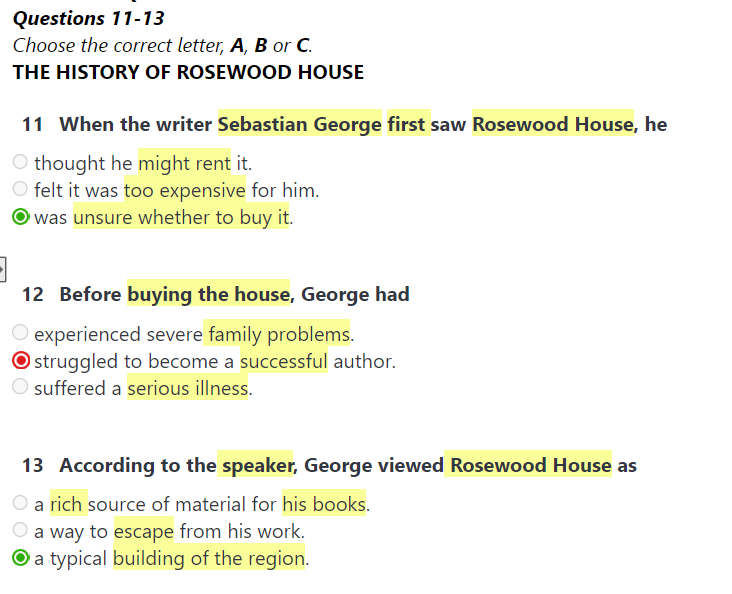 Questions 11-13
Choose the correct letter, A, B or C.
THE HISTORY OF ROSEWOOD HOUSE
11 When the writer Sebastian George first saw Rosewood House, he
thought he might rent it.
felt it was too expensive for him.
was unsure whether to buy it.
12 Before buying the house, George had
experienced severe family problems.
struggled to become a successful author.
suffered a serious illness.
13 According to the speaker, George viewed Rosewood House as
a rich source of material for his books.
a way to escape from his work.
a typical building of the region.